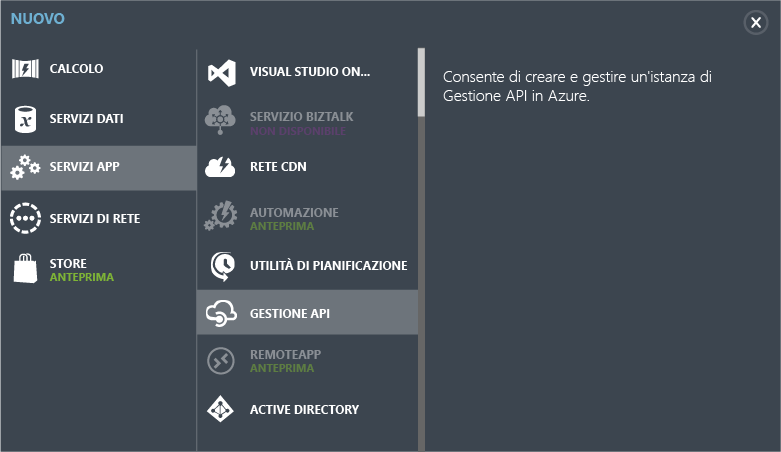 NUOVO
CALCOLO
SERVIZI DATI
SERVIZI APP
SERVIZI DI RETE
STORE
ANTEPRIMA
VISUAL STUDIO ON...
SERVIZIO BIZTALK
NON DISPONIBILE
RETE CDN
AUTOMAZIONE
ANTEPRIMA
UTILITÀ DI PIANIFICAZIONE
GESTIONE API
REMOTEAPP
ANTEPRIMA
ACTIVE DIRECTORY
Consente di creare e gestire un'istanza di
Gestione API in Azure.